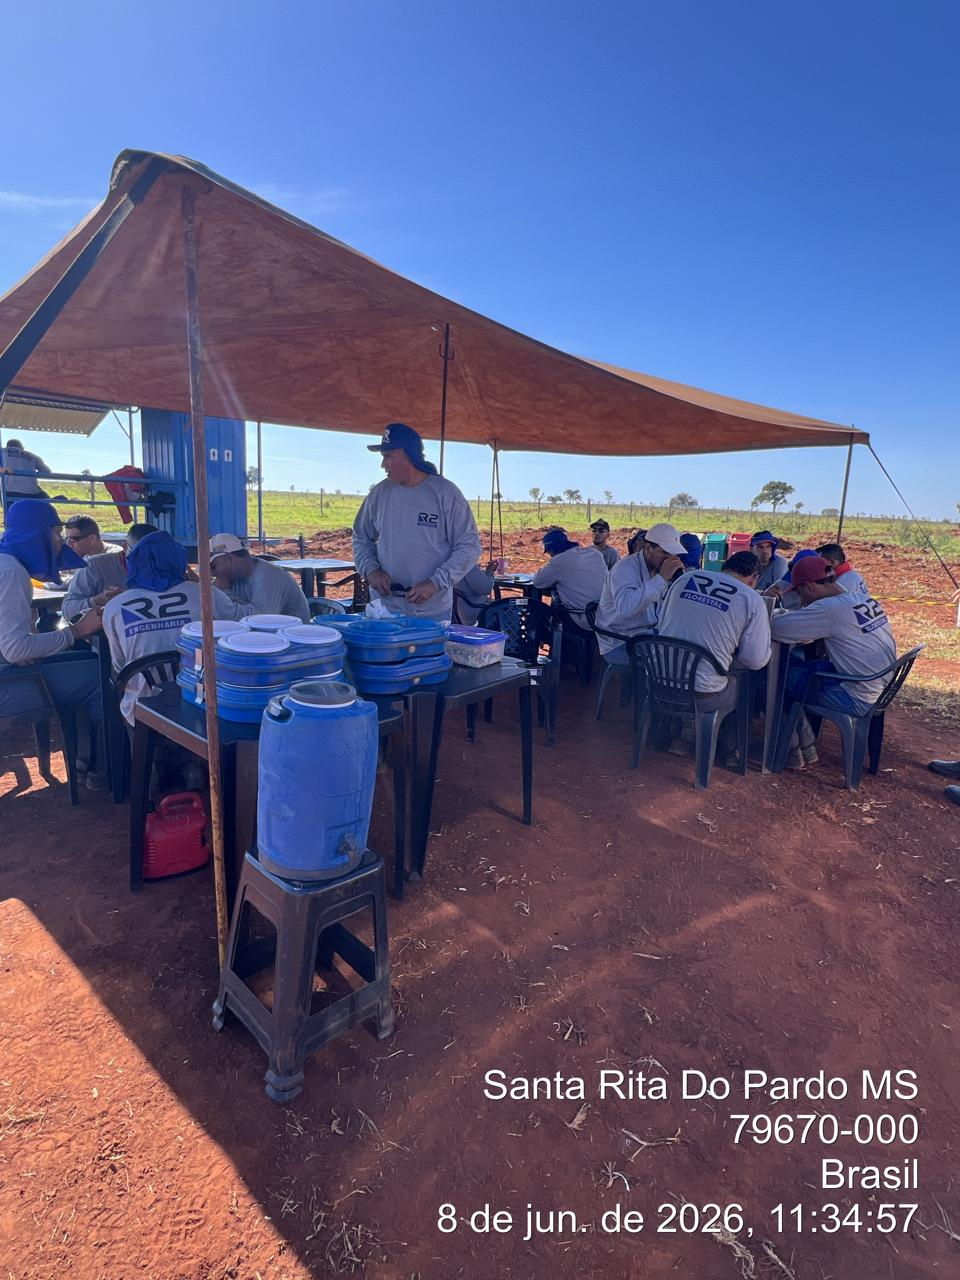 R2
R2
ENGENHARIA
R2
FLORESTAL
R2
FLORESTAL
Santa Rita Do Pardo MS
79670-000
Brasil
8 de jun. de 2026, 11:34:57